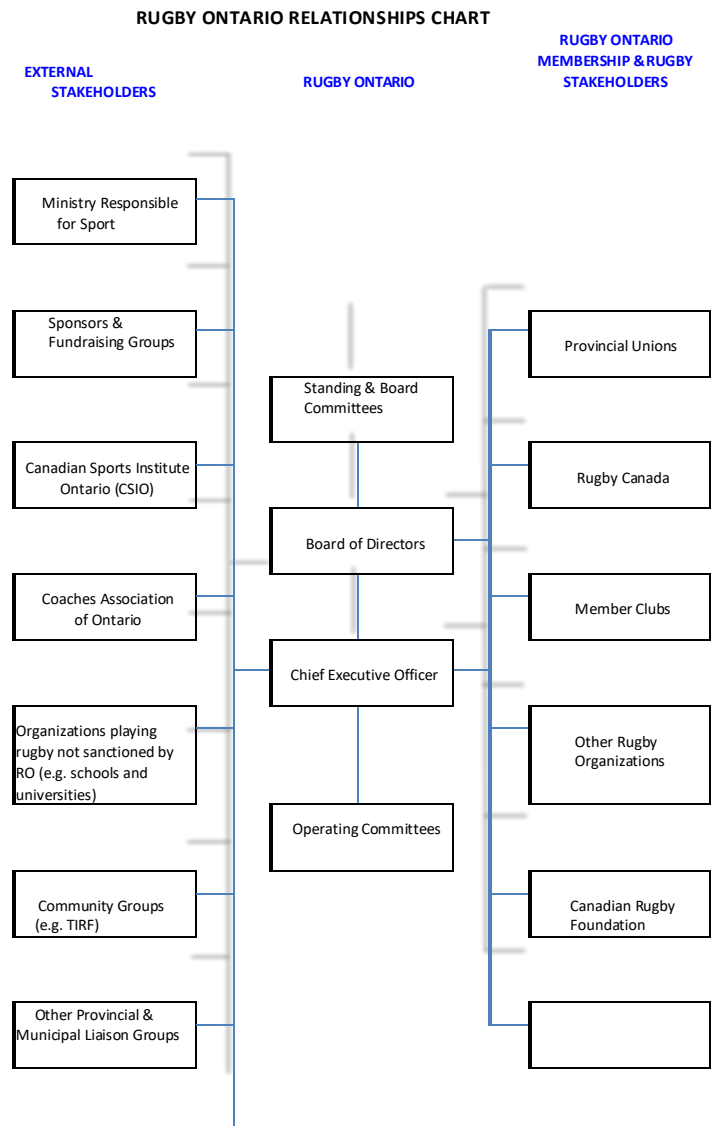 RUGBY ONTARIO RELATIONSHIPS CHART
EXTERNAL
STAKEHOLDERS
RUGBY ONTARIO
RUGBY ONTARIO
MEMBERSHIP & RUGBY
STAKEHOLDERS
Ministry Responsible
for Sport
Sponsors &
Fundraising Groups
Canadian Sports Institute
Ontario (CSIO)
Coaches Association
of Ontario
Organizations playing
rugby not sanctioned by
RO (e.g. schools and
universities)
Community Groups
(e.g. TIRF)
Other Provincial &
Municipal Liaison Groups
Standing & Board
Committees
Board of Directors
Chief Executive Officer
Operating Committees
Provincial Unions
Rugby Canada
Member Clubs
Other Rugby
Organizations
Canadian Rugby
Foundation